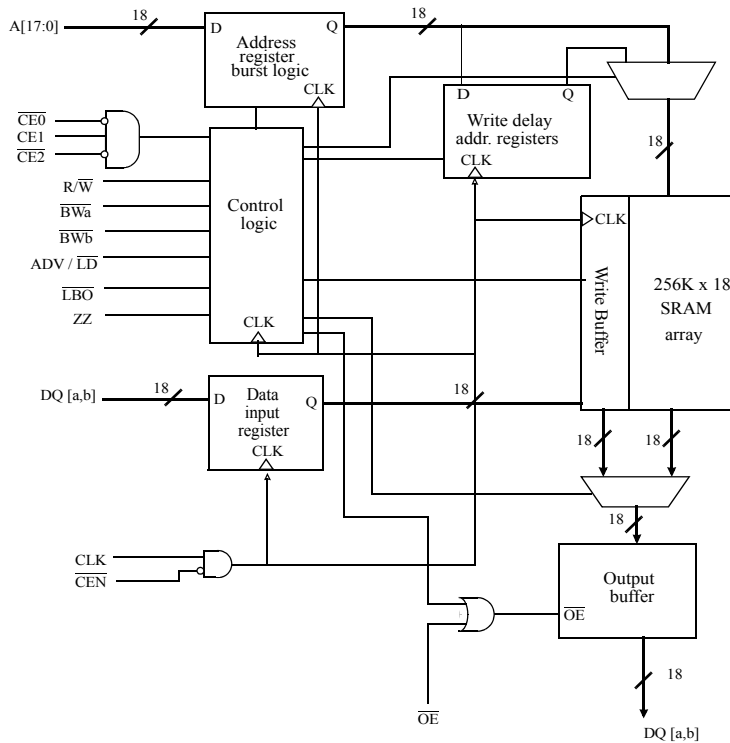 A[17:0]
18
D
Q
Address
register
burst logic
CLK
18
D
Q
Write delay
addr. registers
CLK
18
CE0
CE1
CE2
R/W
BWa
BWb
ADV / LD
LBO
ZZ
Control
logic
CLK
CLK
Write Buffer
256K x 18
SRAM
array
DQ [a,b]
18
D
Q
Data
input
register
CLK
18
18
18
18
CLK
CEN
Output
buffer
OE
OE
18
DQ [a,b]